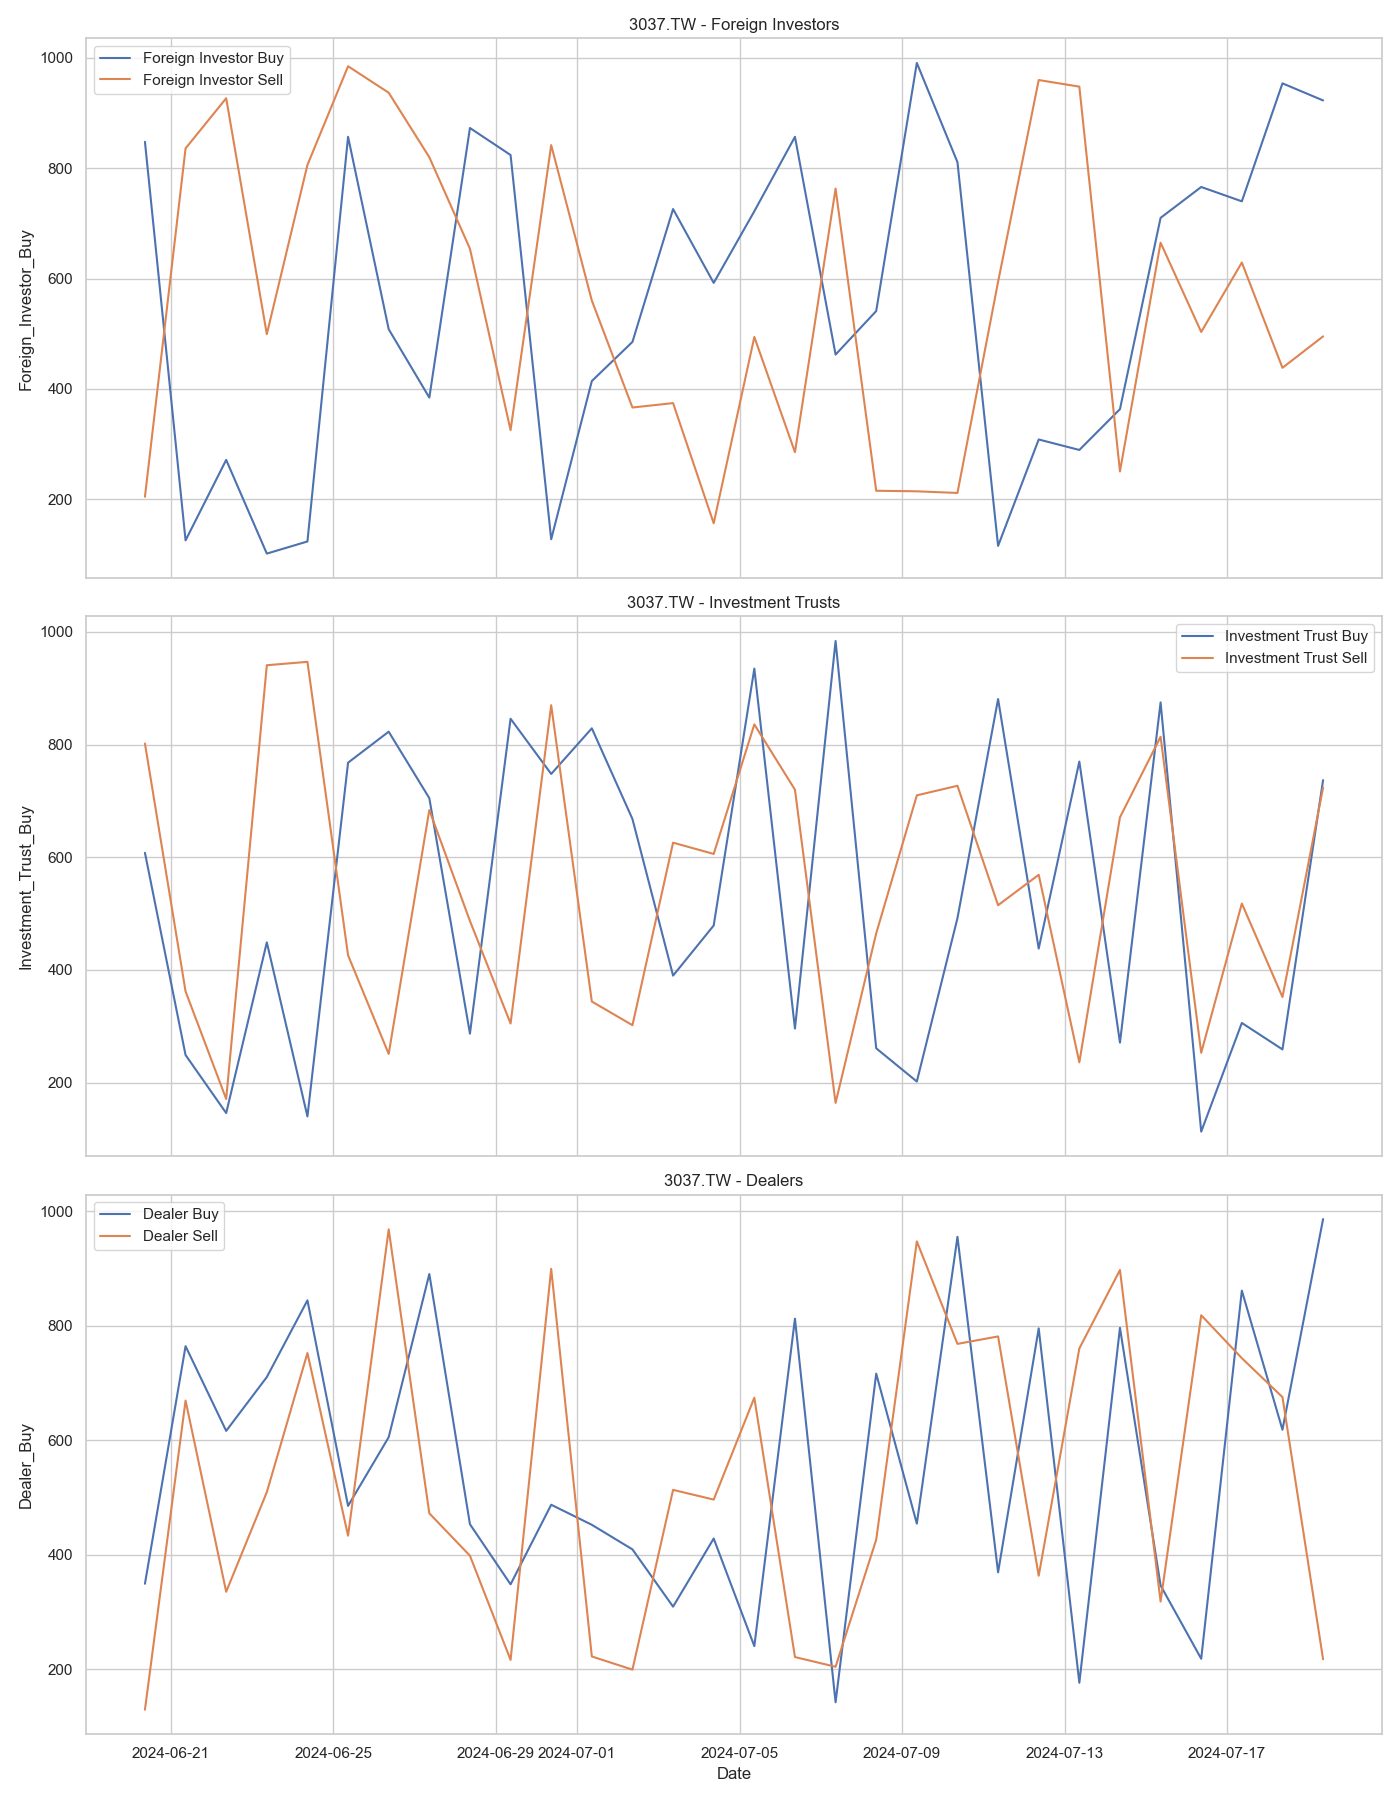 3037.TW - Foreign Investors
Foreign Investor Buy
Foreign Investor Sell
Foreign_Investor_Buy
1000
800
600
400
200
3037.TW - Investment Trusts
Investment Trust Buy
Investment Trust Sell
Investment_Trust_Buy
1000
800
600
400
200
3037.TW - Dealers
Dealer Buy
Dealer Sell
Dealer_Buy
1000
800
600
400
200
2024-06-21 2024-06-25 2024-06-29 2024-07-01 2024-07-05 2024-07-09 2024-07-13 2024-07-17
Date